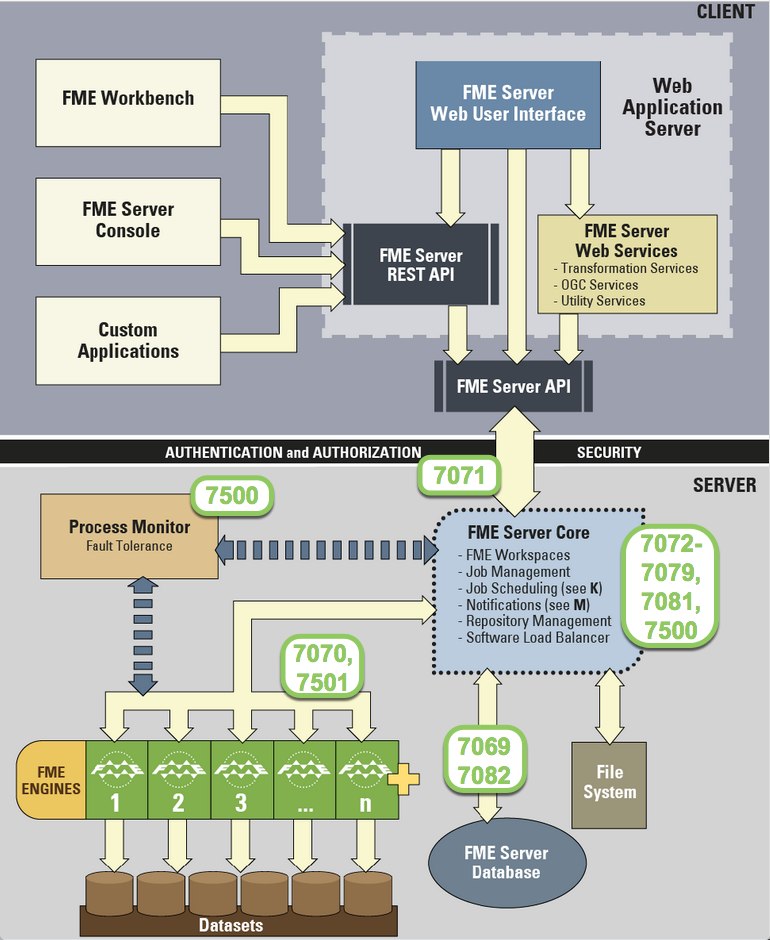 CLIENT
FME Workbench
FME Server
Console
Custom
Applications
FME Server
Web User Interface
Web
Application
Server
FME Server
REST API
FME Server
Web Services
- Transformation Services
- OGC Services
- Utility Services
FME Server API
AUTHENTICATION and AUTHORIZATION
SECURITY
7071
SERVER
7500
Process Monitor
Fault Tolerance
FME Server Core
- FME Workspaces
- Job Management
- Job Scheduling (see K)
- Notifications (see M)
- Repository Management
- Software Load Balancer
7072-
7079,
7081,
7500
7070,
7501
7069
7082
FME
ENGINES
FME FME FME FME FME
1 2 3 ... n
File
System
FME Server
Database
Datasets